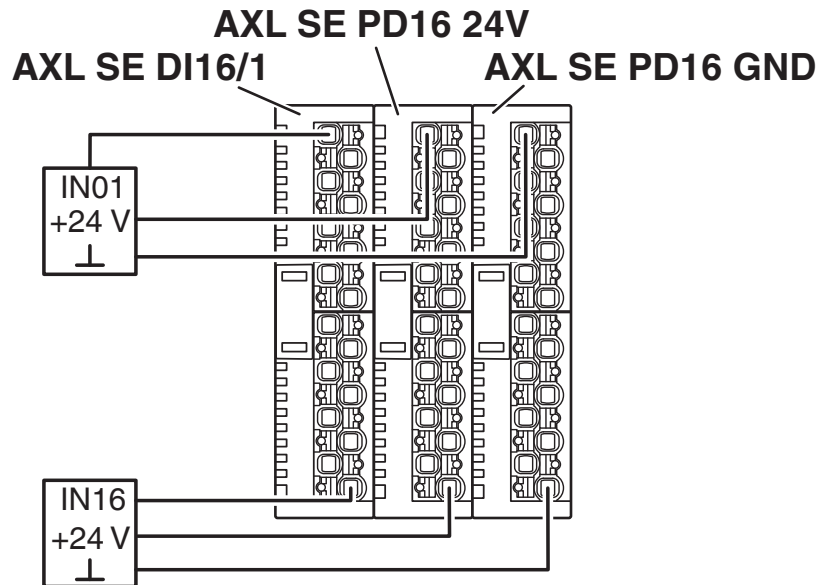 AXL SE PD16 24V
AXL SE DI16/1
AXL SE PD16 GND
IN01
+24 V
IN16
+24 V